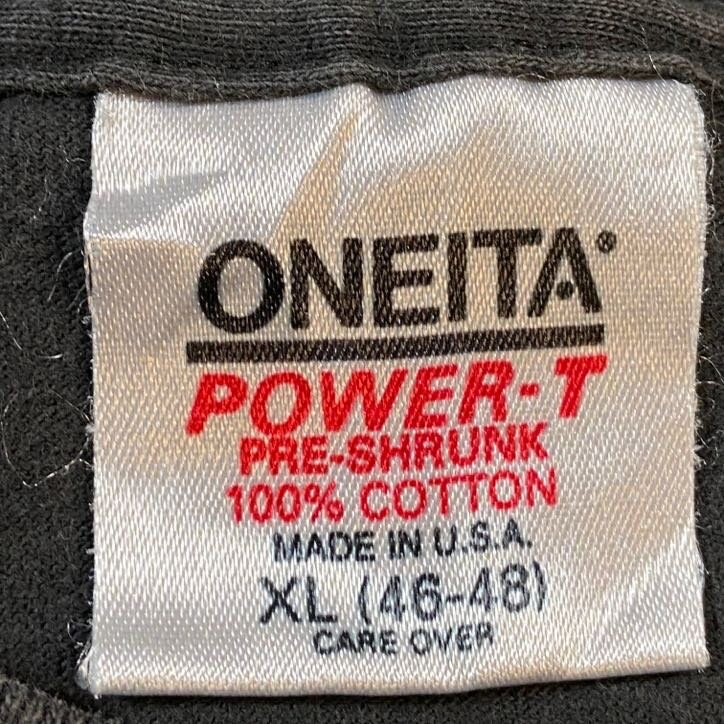 ONEITA®
POWER-T
PRE-SHRUNK
100% COTTON
MADE IN U.S.A.
XL (46-48)
CARE OVER